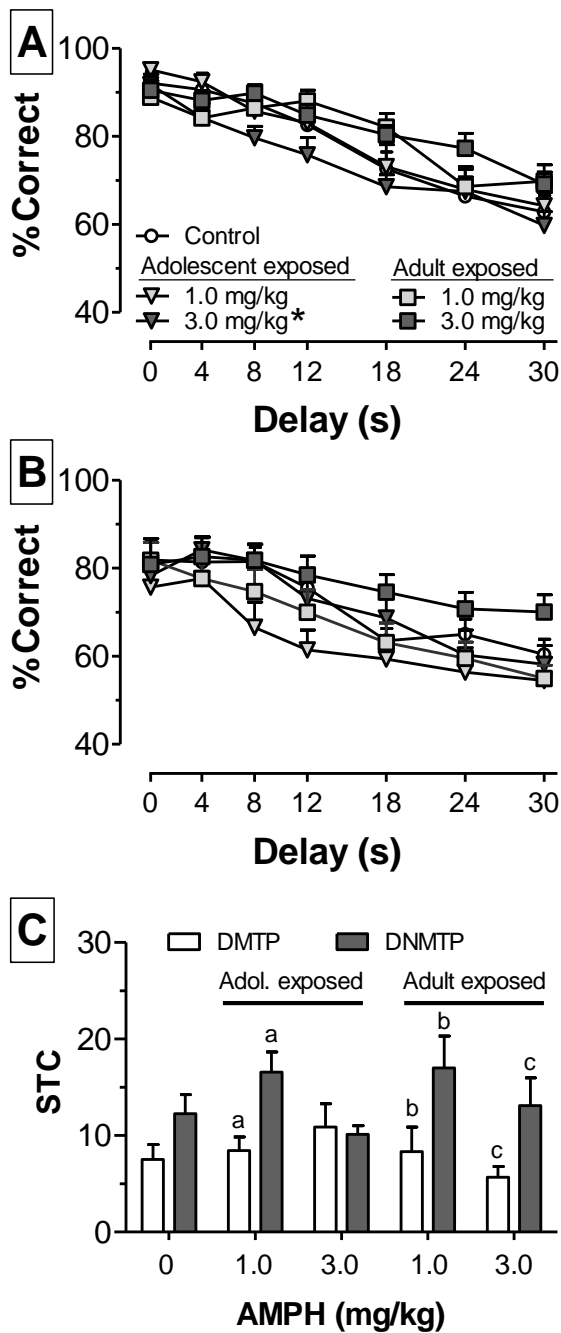 A
100
80
60
40
%Correct
Control
Adolescent exposed
1.0 mg/kg
3.0 mg/kg*
Adult exposed
1.0 mg/kg
3.0 mg/kg
0 4 8 12 18 24 30
Delay (s)
B
100
80
60
40
%Correct
0 4 8 12 18 24 30
Delay (s)
C
30
20
10
0
STC
DMTP DNMTP
Adol. exposed Adult exposed
a a b b c c
0 1.0 3.0 1.0 3.0
AMPH (mg/kg)